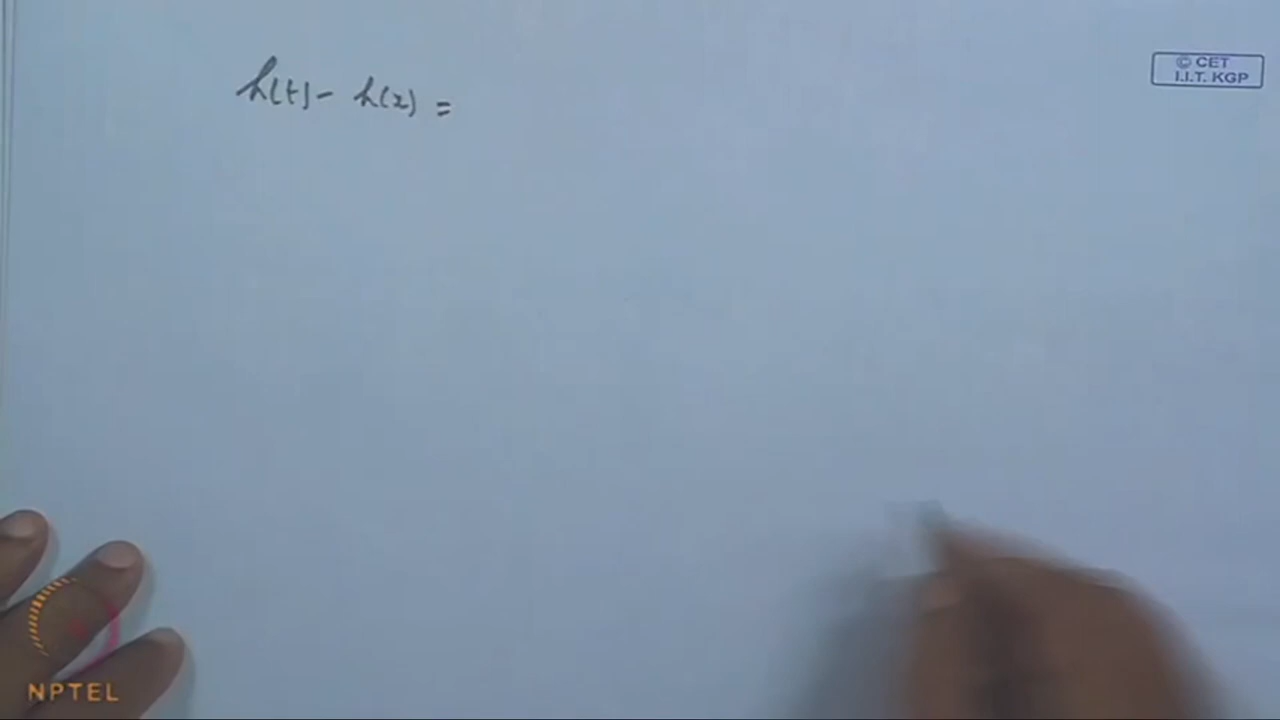 h(t) - h(x) =
© CET
I.I.T. KGP
NPTEL